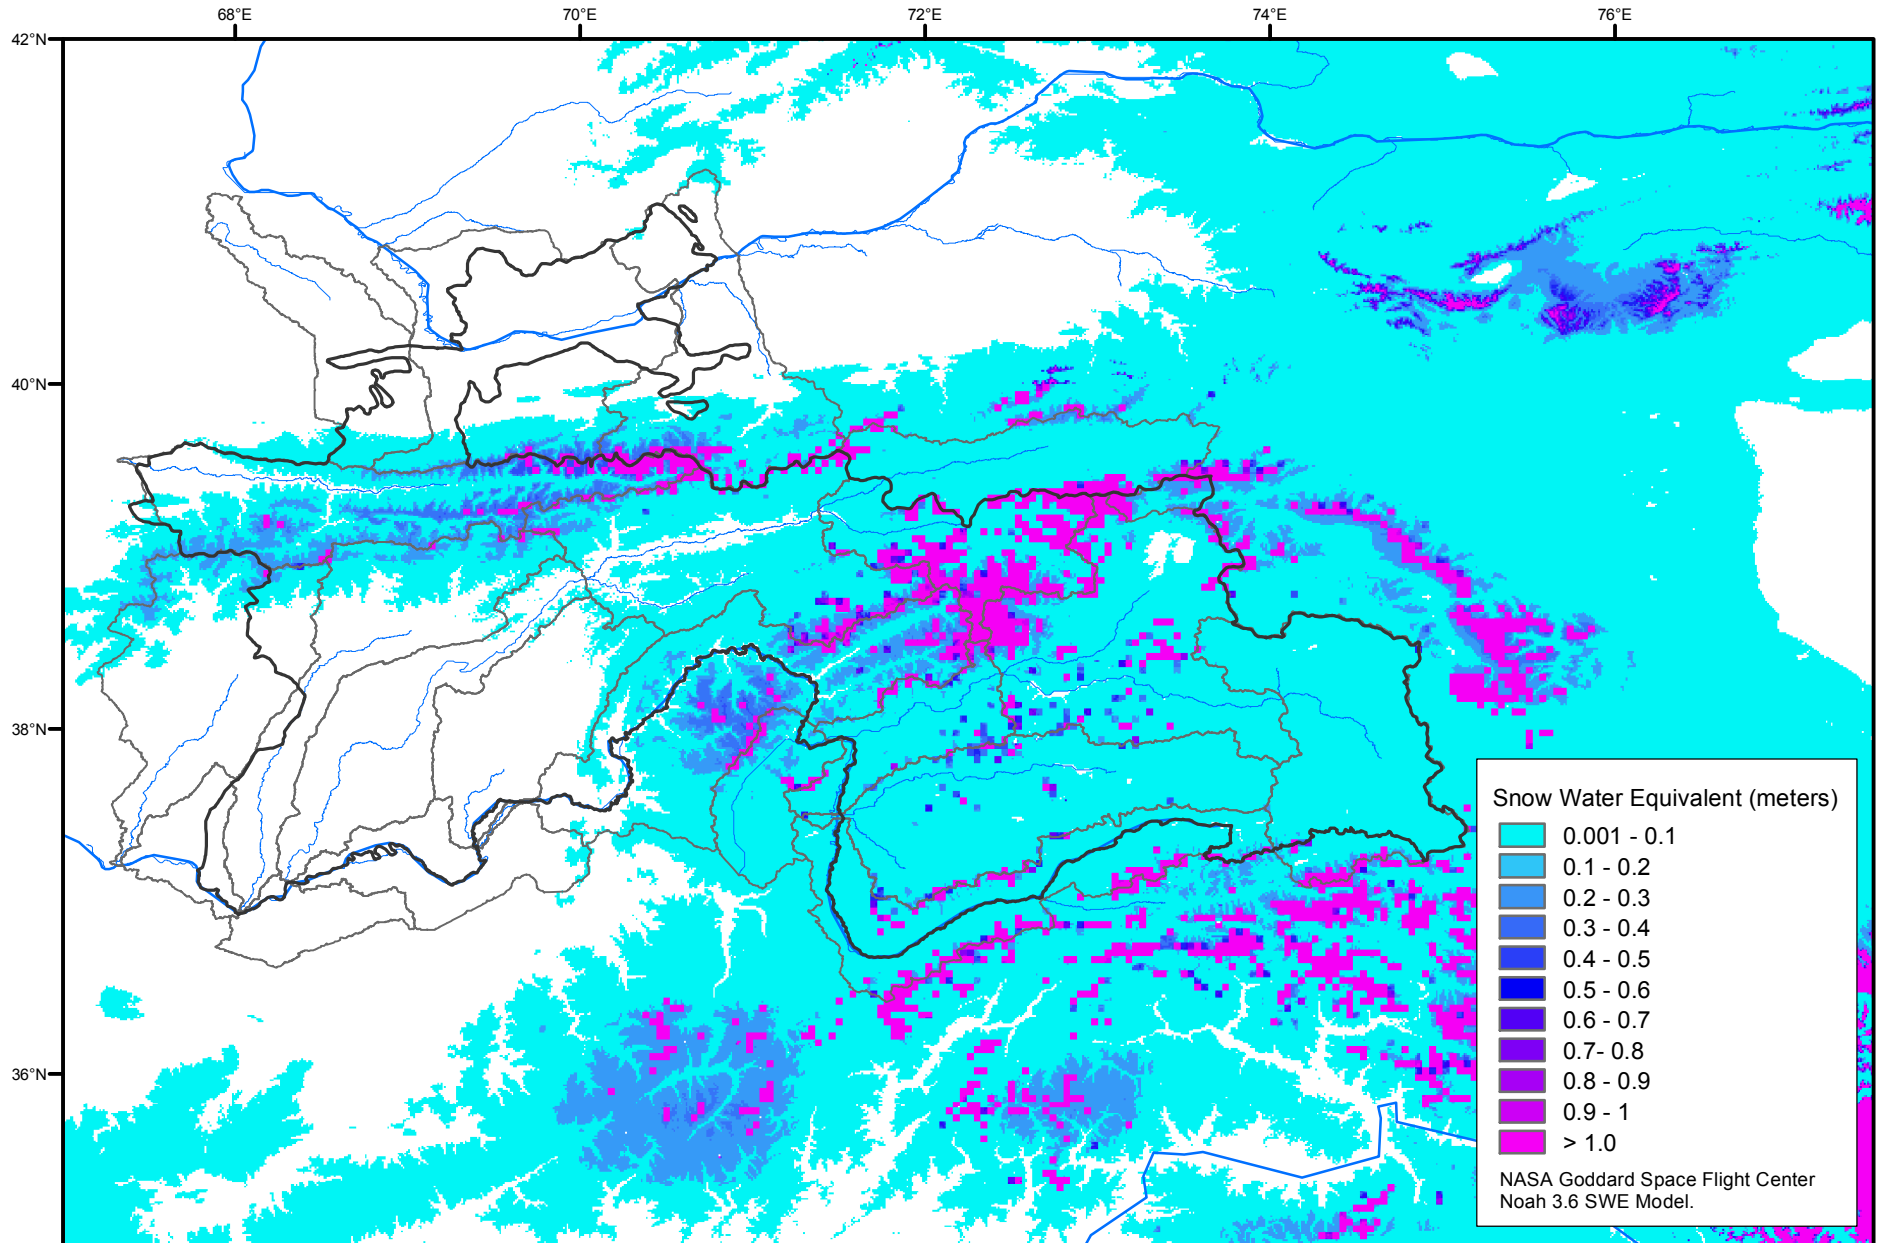 68°E
70°E
72°E
74°E
76°E
42°N
40°N
38°N
36°N
Snow Water Equivalent (meters)
0.001 - 0.1
0.1 - 0.2
0.2 - 0.3
0.3 - 0.4
0.4 - 0.5
0.5 - 0.6
0.6 - 0.7
0.7- 0.8
0.8 - 0.9
0.9 - 1
> 1.0
NASA Goddard Space Flight Center
Noah 3.6 SWE Model.